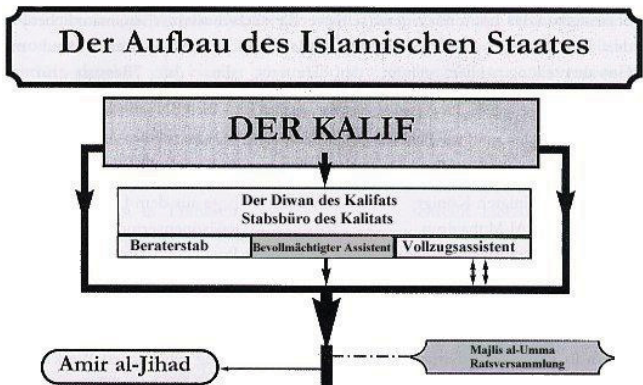 Der Aufbau des Islamischen Staates
DER KALIF
Der Diwan des Kalifats
Stabsbüro des Kalitats
Beraterstab
Bevollmächtigter Assistent
Vollzugsassistent
Majlis al-Umma
Ratsversammlung
Amir al-Jihad